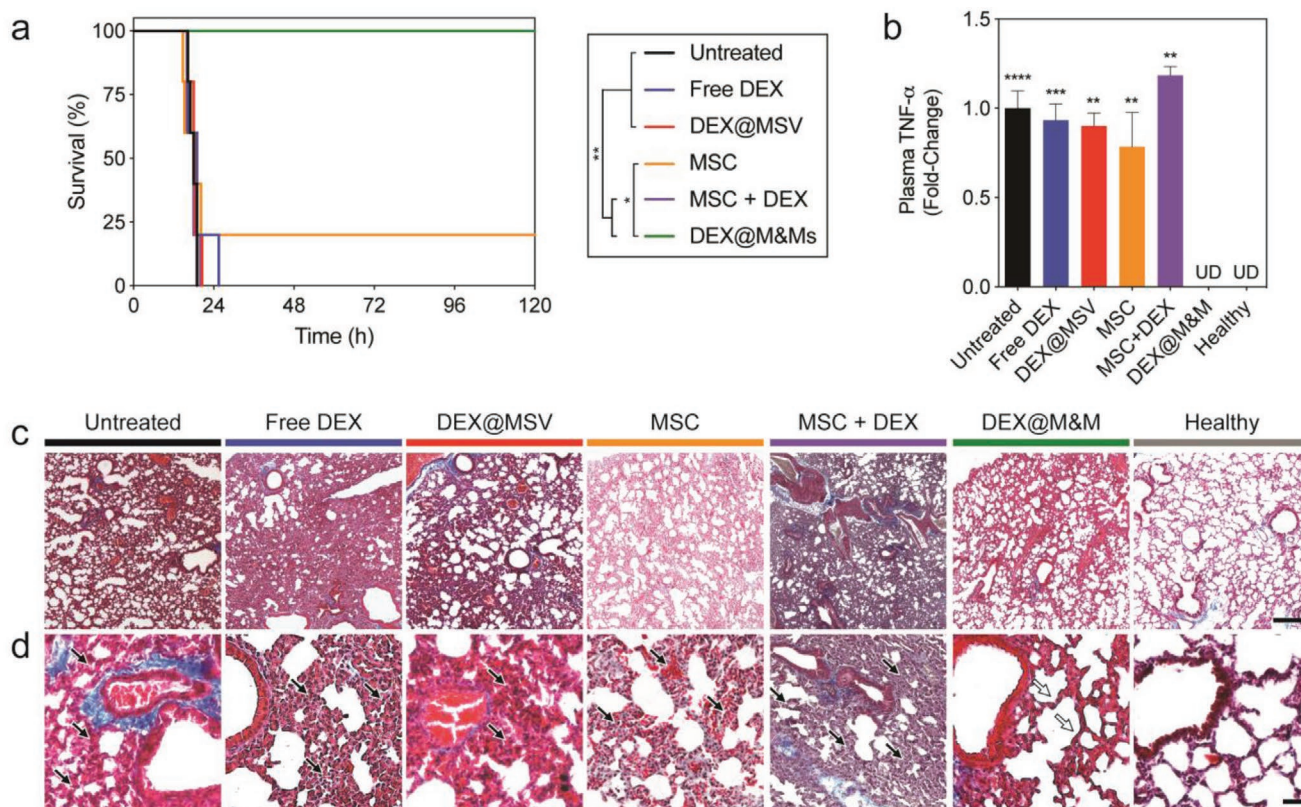 a
100
75
50
25
0
Survival (%)
0 24 48 72 96 120
Time (h)
Untreated
Free DEX
DEX@MSV
MSC
MSC + DEX
DEX@M&Ms
**
*
b
1.5
1.0
0.5
0.0
Plasma TNF-α
(Fold-Change)
**** *** ** ** **
UD UD
Untreated
Free DEX
DEX@MSV
MSC
MSC+DEX
DEX@M&M
Healthy
c
Untreated Free DEX DEX@MSV MSC MSC + DEX DEX@M&M Healthy
d